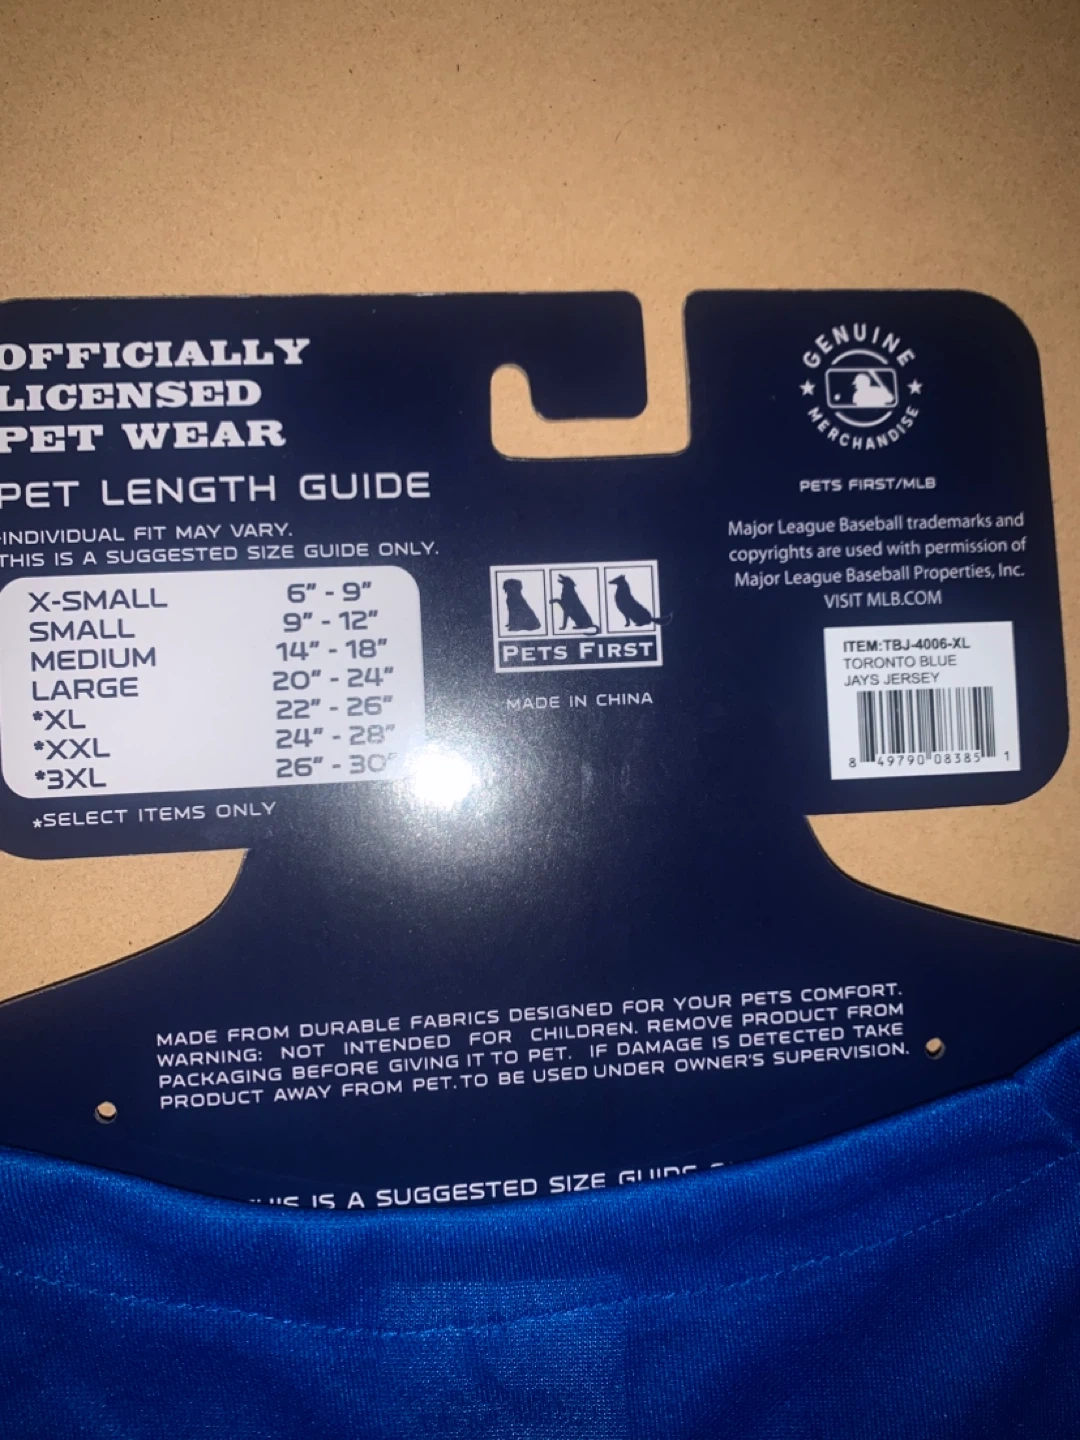 OFFICIALLY
LICENSED
PET WEAR
PET LENGTH GUIDE
INDIVIDUAL FIT MAY VARY.
THIS IS A SUGGESTED SIZE GUIDE ONLY.
X-SMALL 6" - 9"
SMALL 9" - 12"
MEDIUM 14" - 18"
LARGE 20" - 24"
*XL 22" - 26"
*XXL 24" - 28"
*3XL 26" - 30"
*SELECT ITEMS ONLY
PETS FIRST
MADE IN CHINA
GENUINE
MERCHANDISE
PETS FIRST/MLB
Major League Baseball trademarks and
copyrights are used with permission of
Major League Baseball Properties, Inc.
VISIT MLB.COM
ITEM:TBJ-4006-XL
TORONTO BLUE
JAYS JERSEY
8 49790 08385 1
MADE FROM DURABLE FABRICS DESIGNED FOR YOUR PETS COMFORT.
WARNING: NOT INTENDED FOR CHILDREN. REMOVE PRODUCT FROM
PACKAGING BEFORE GIVING IT TO PET. IF DAMAGE IS DETECTED TAKE
PRODUCT AWAY FROM PET.TO BE USED UNDER OWNER'S SUPERVISION.
IS A SUGGESTED SIZE GUIDE